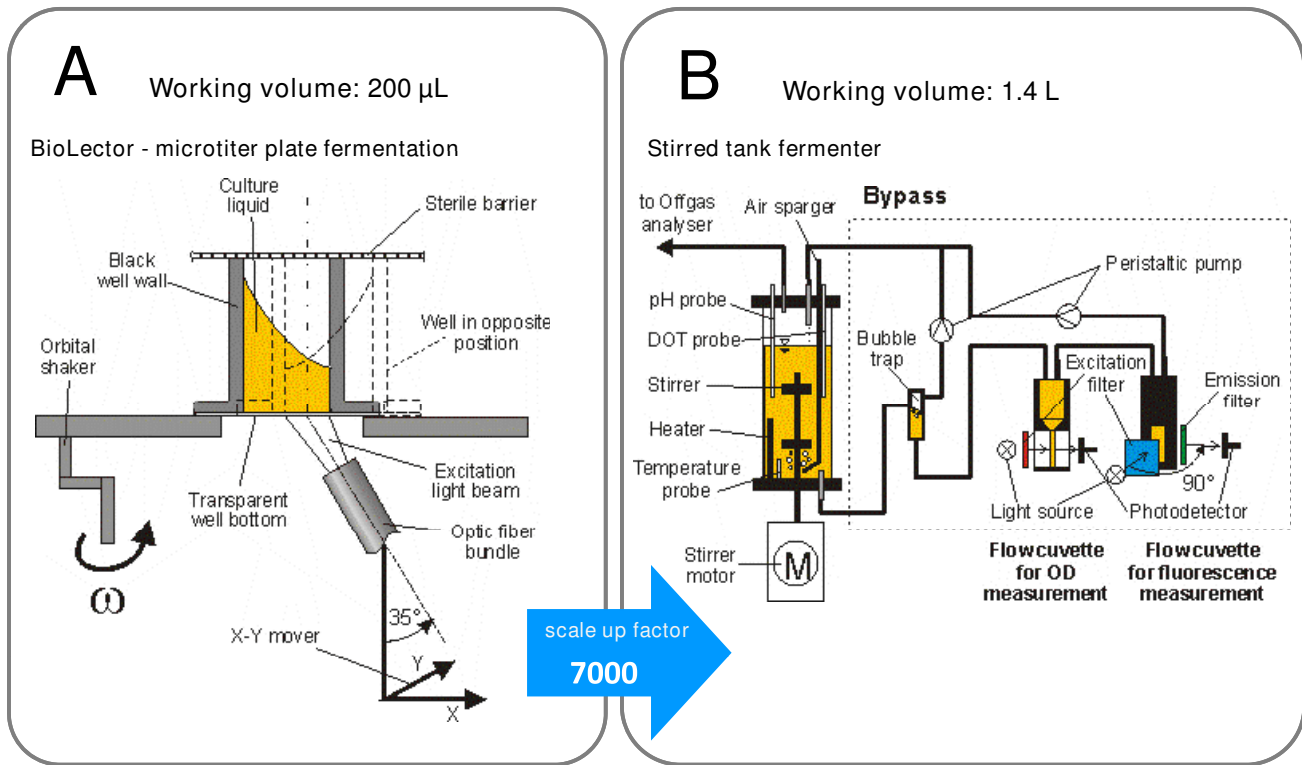 A
Working volume: 200 µL
BioLector - microtiter plate fermentation
Culture
liquid
Sterile barrier
Black
well wall
Well in opposite
position
Orbital
shaker
Excitation
light beam
Transparent
well bottom
Optic fiber
bundle
ω
35°
X-Y mover
Y
X
scale up factor
7000
B
Working volume: 1.4 L
Stirred tank fermenter
to Offgas
analyser
Air sparger
Bypass
Peristaltic pump
pH probe
DOT probe
Bubble
trap
Excitation
filter
Emission
filter
Stirrer
Heater
Temperature
probe
90°
Light source
Photodetector
Stirrer
motor
M
Flowcuvette
for OD
measurement
Flowcuvette
for fluorescence
measurement